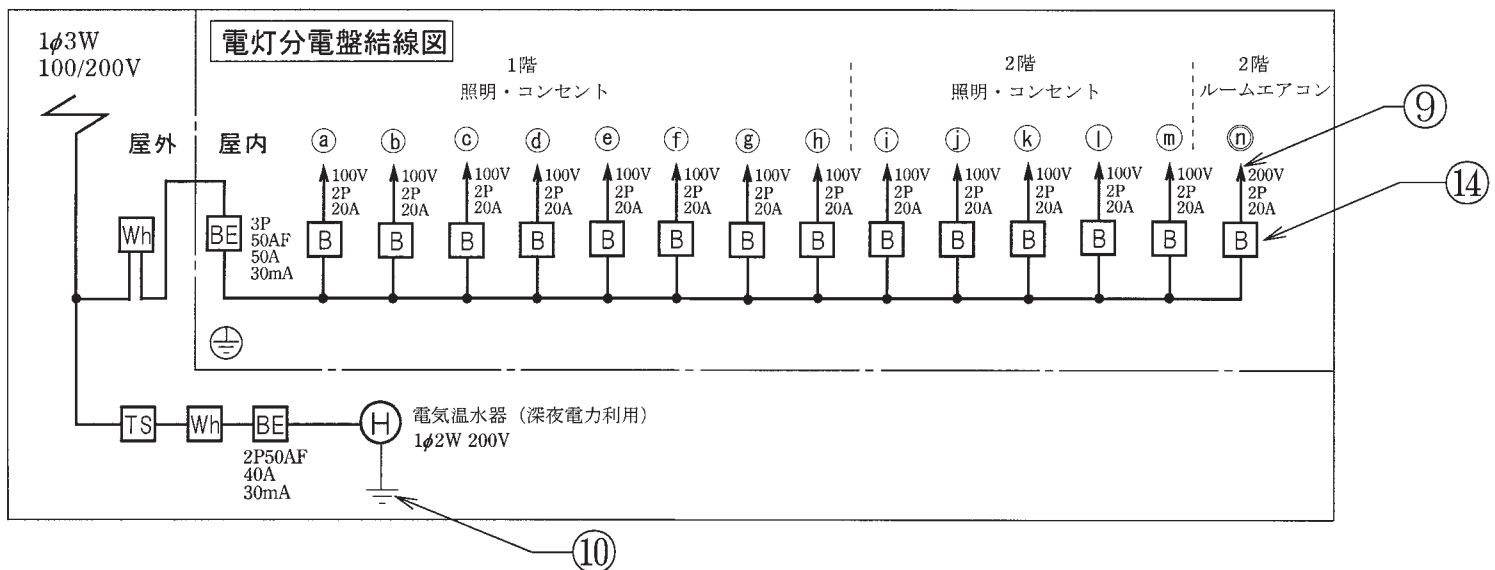 1φ3W
100/200V
電灯分電盤結線図
1階
照明・コンセント
2階
照明・コンセント
2階
ルームエアコン
屋外
屋内
ⓐ ⓑ ⓒ ⓓ ⓔ ⓕ ⓖ ⓗ ⓘ ⓙ ⓚ ⓛ ⓜ ⓝ
⑨
100V 100V 100V 100V 100V 100V 100V 100V 100V 100V 100V 100V 100V 200V
2P 2P 2P 2P 2P 2P 2P 2P 2P 2P 2P 2P 2P 2P
20A 20A 20A 20A 20A 20A 20A 20A 20A 20A 20A 20A 20A 20A
⑭
Wh
BE
3P
50AF
50A
30mA
B B B B B B B B B B B B B B
TS
Wh
BE
2P50AF
40A
30mA
H
電気温水器（深夜電力利用）
1φ2W 200V
⑩